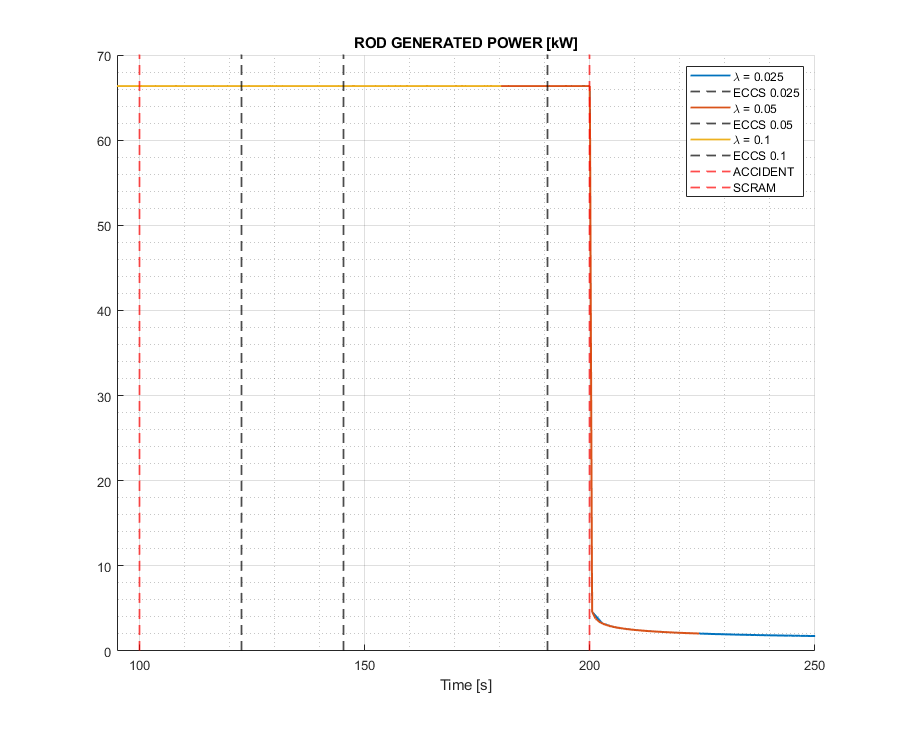 ROD GENERATED POWER [kW]
70
60
50
40
30
20
10
0
λ = 0.025
ECCS 0.025
λ = 0.05
ECCS 0.05
λ = 0.1
ECCS 0.1
ACCIDENT
SCRAM
100 150 200 250
Time [s]